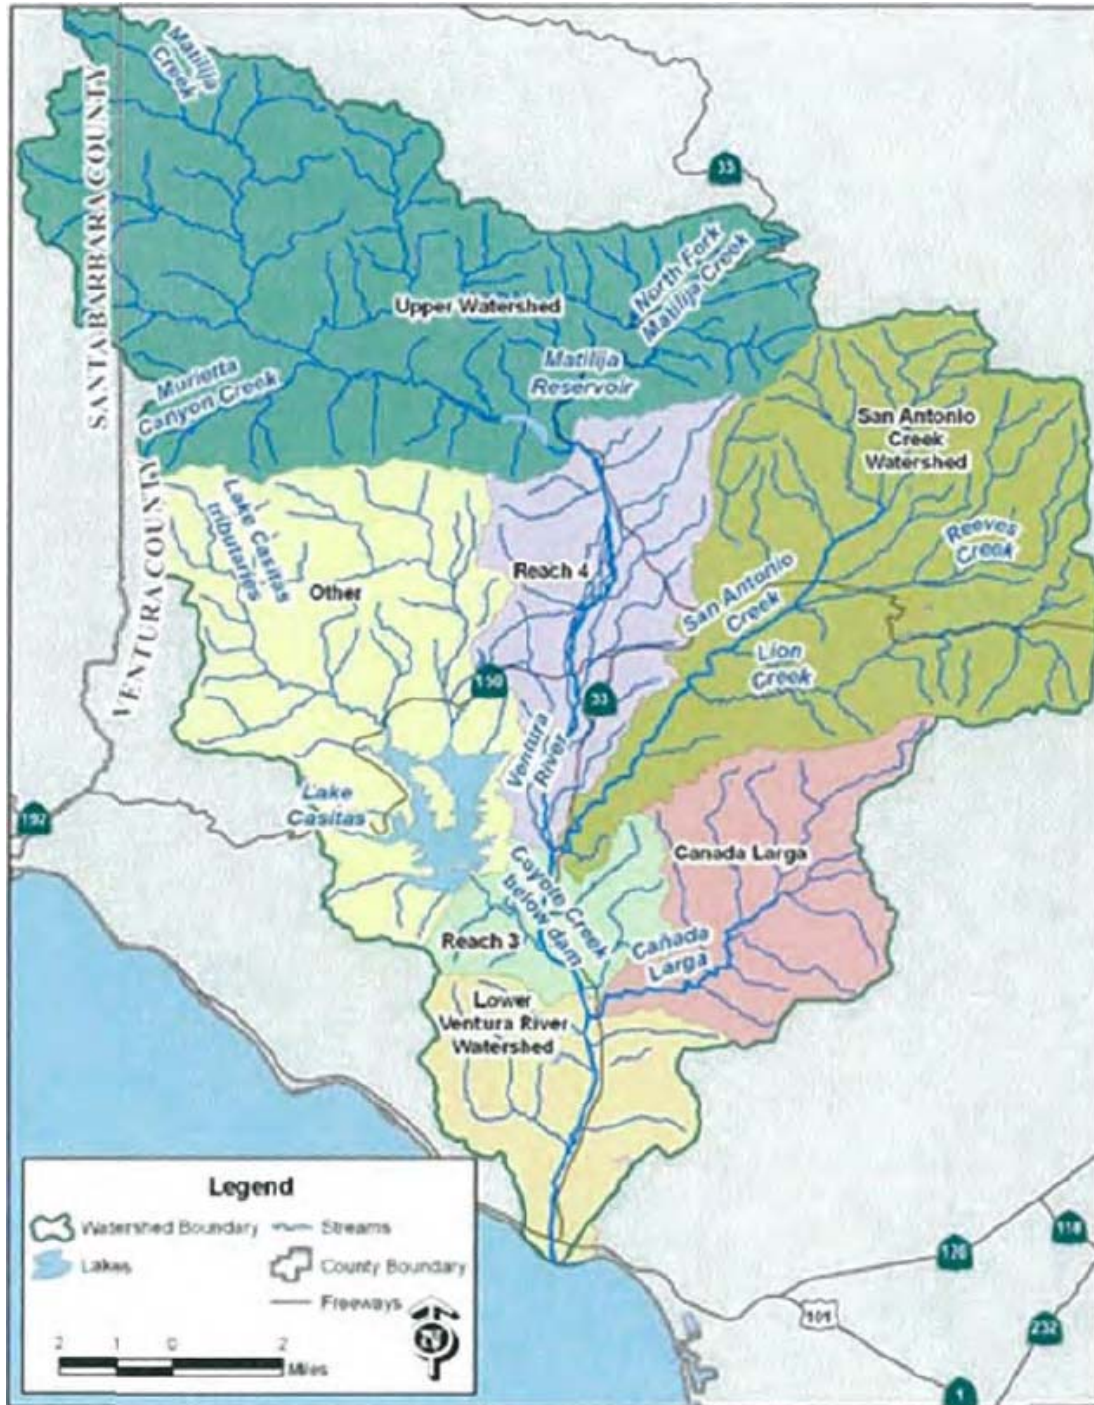 Matilija
Creek
SANTA BARBARA COUNTY
33
North Fork
Matilija Creek
Upper Watershed
Matilija
Reservoir
Murietta
Canyon Creek
San Antonio
Creek
Watershed
VENTURA COUNTY
Lake Casitas
tributaries
Reeves
Creek
Other
Reach 4
San Antonio
Creek
Lion
Creek
150
33
Ventura
River
Lake
Casitas
192
Canada Larga
Coyote Creek
below dam
Reach 3
Cañada
Larga
Lower
Ventura River
Watershed
Legend
Watershed Boundary
Streams
Lakes
County Boundary
Freeways
N
2 1 0 2
Miles
118
126
101
232
1